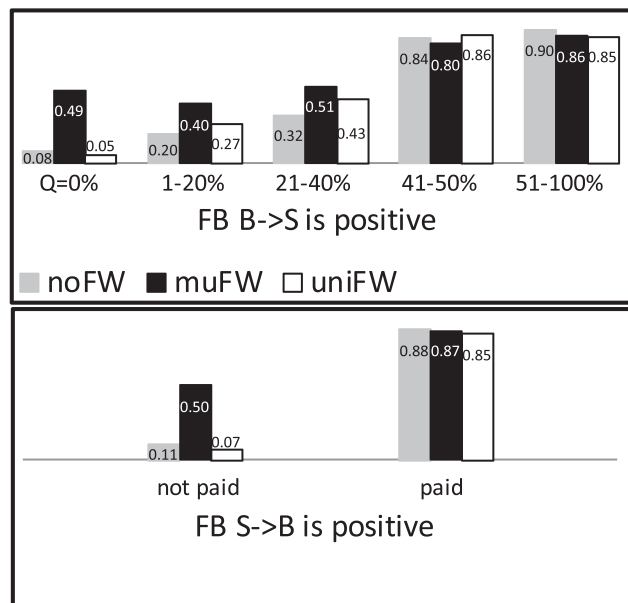 0.08 0.49 0.05 0.20 0.40 0.27 0.32 0.51 0.43 0.84 0.80 0.86 0.90 0.86 0.85
Q=0% 1-20% 21-40% 41-50% 51-100%
FB B->S is positive
noFW muFW uniFW
0.11 0.50 0.07 0.88 0.87 0.85
not paid paid
FB S->B is positive